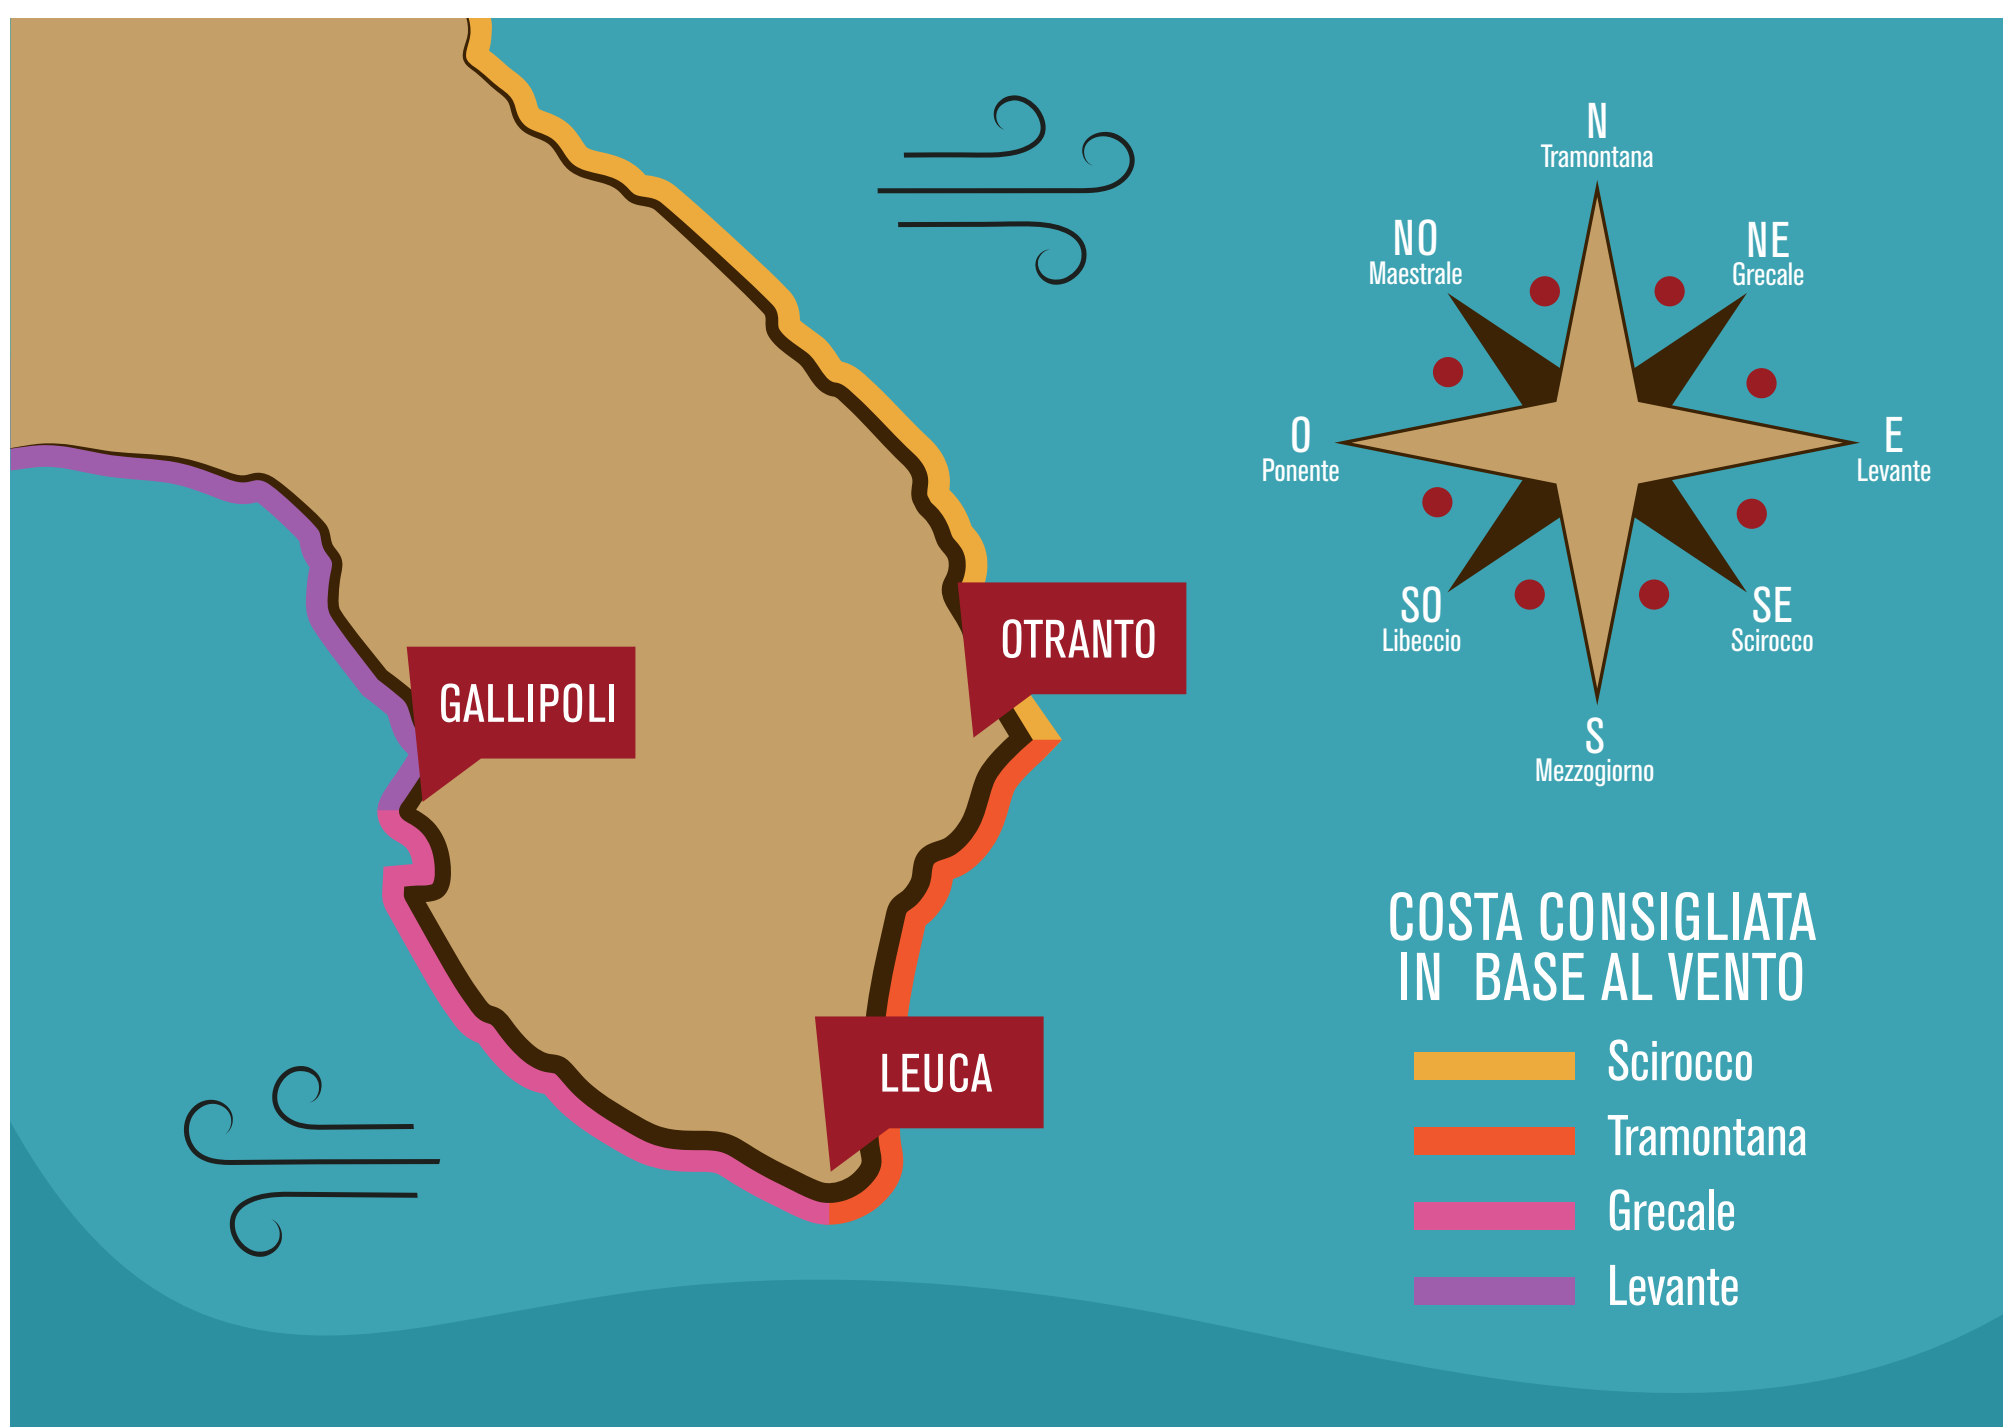 N
Tramontana
NO
Maestrale
NE
Grecale
O
Ponente
E
Levante
SO
Libeccio
SE
Scirocco
S
Mezzogiorno
OTRANTO
GALLIPOLI
LEUCA
COSTA CONSIGLIATA
IN BASE AL VENTO
Scirocco
Tramontana
Grecale
Levante